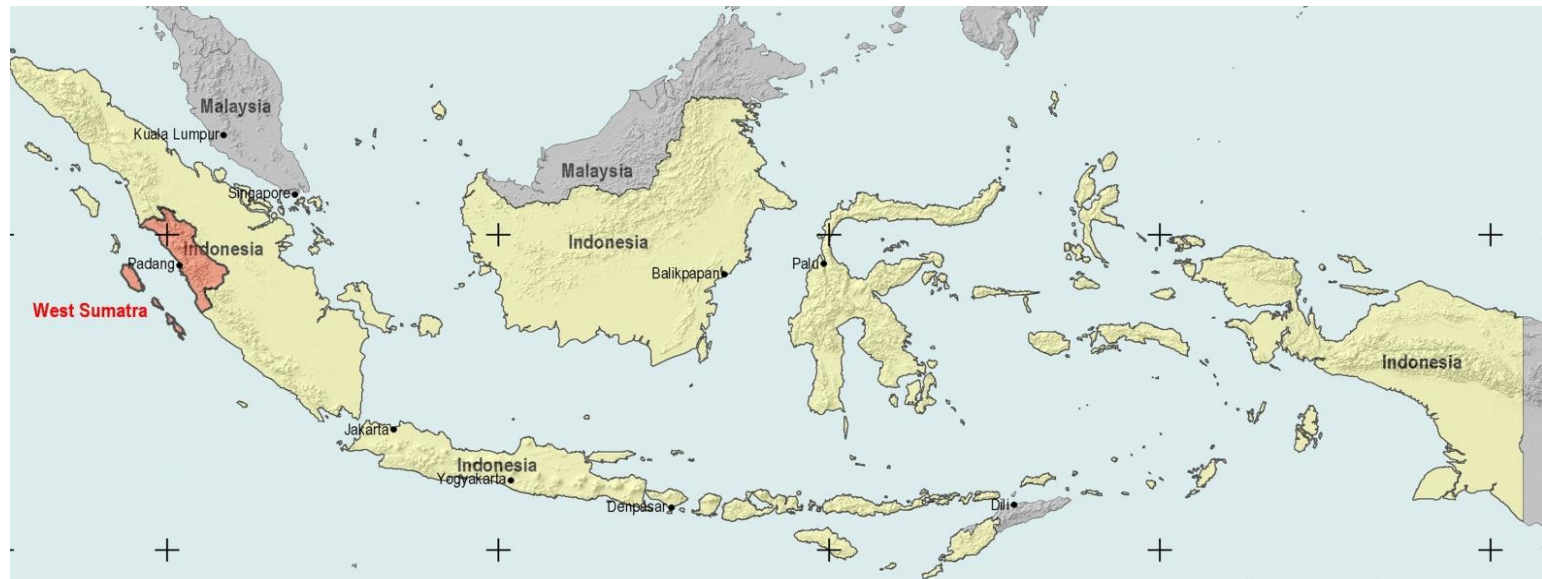 Malaysia
Kuala Lumpur
Malaysia
Singapore
Indonesia
Indonesia
Padang
Balikpapan
Palu
West Sumatra
Indonesia
Jakarta
Indonesia
Yogyakarta
Denpasar
Dili